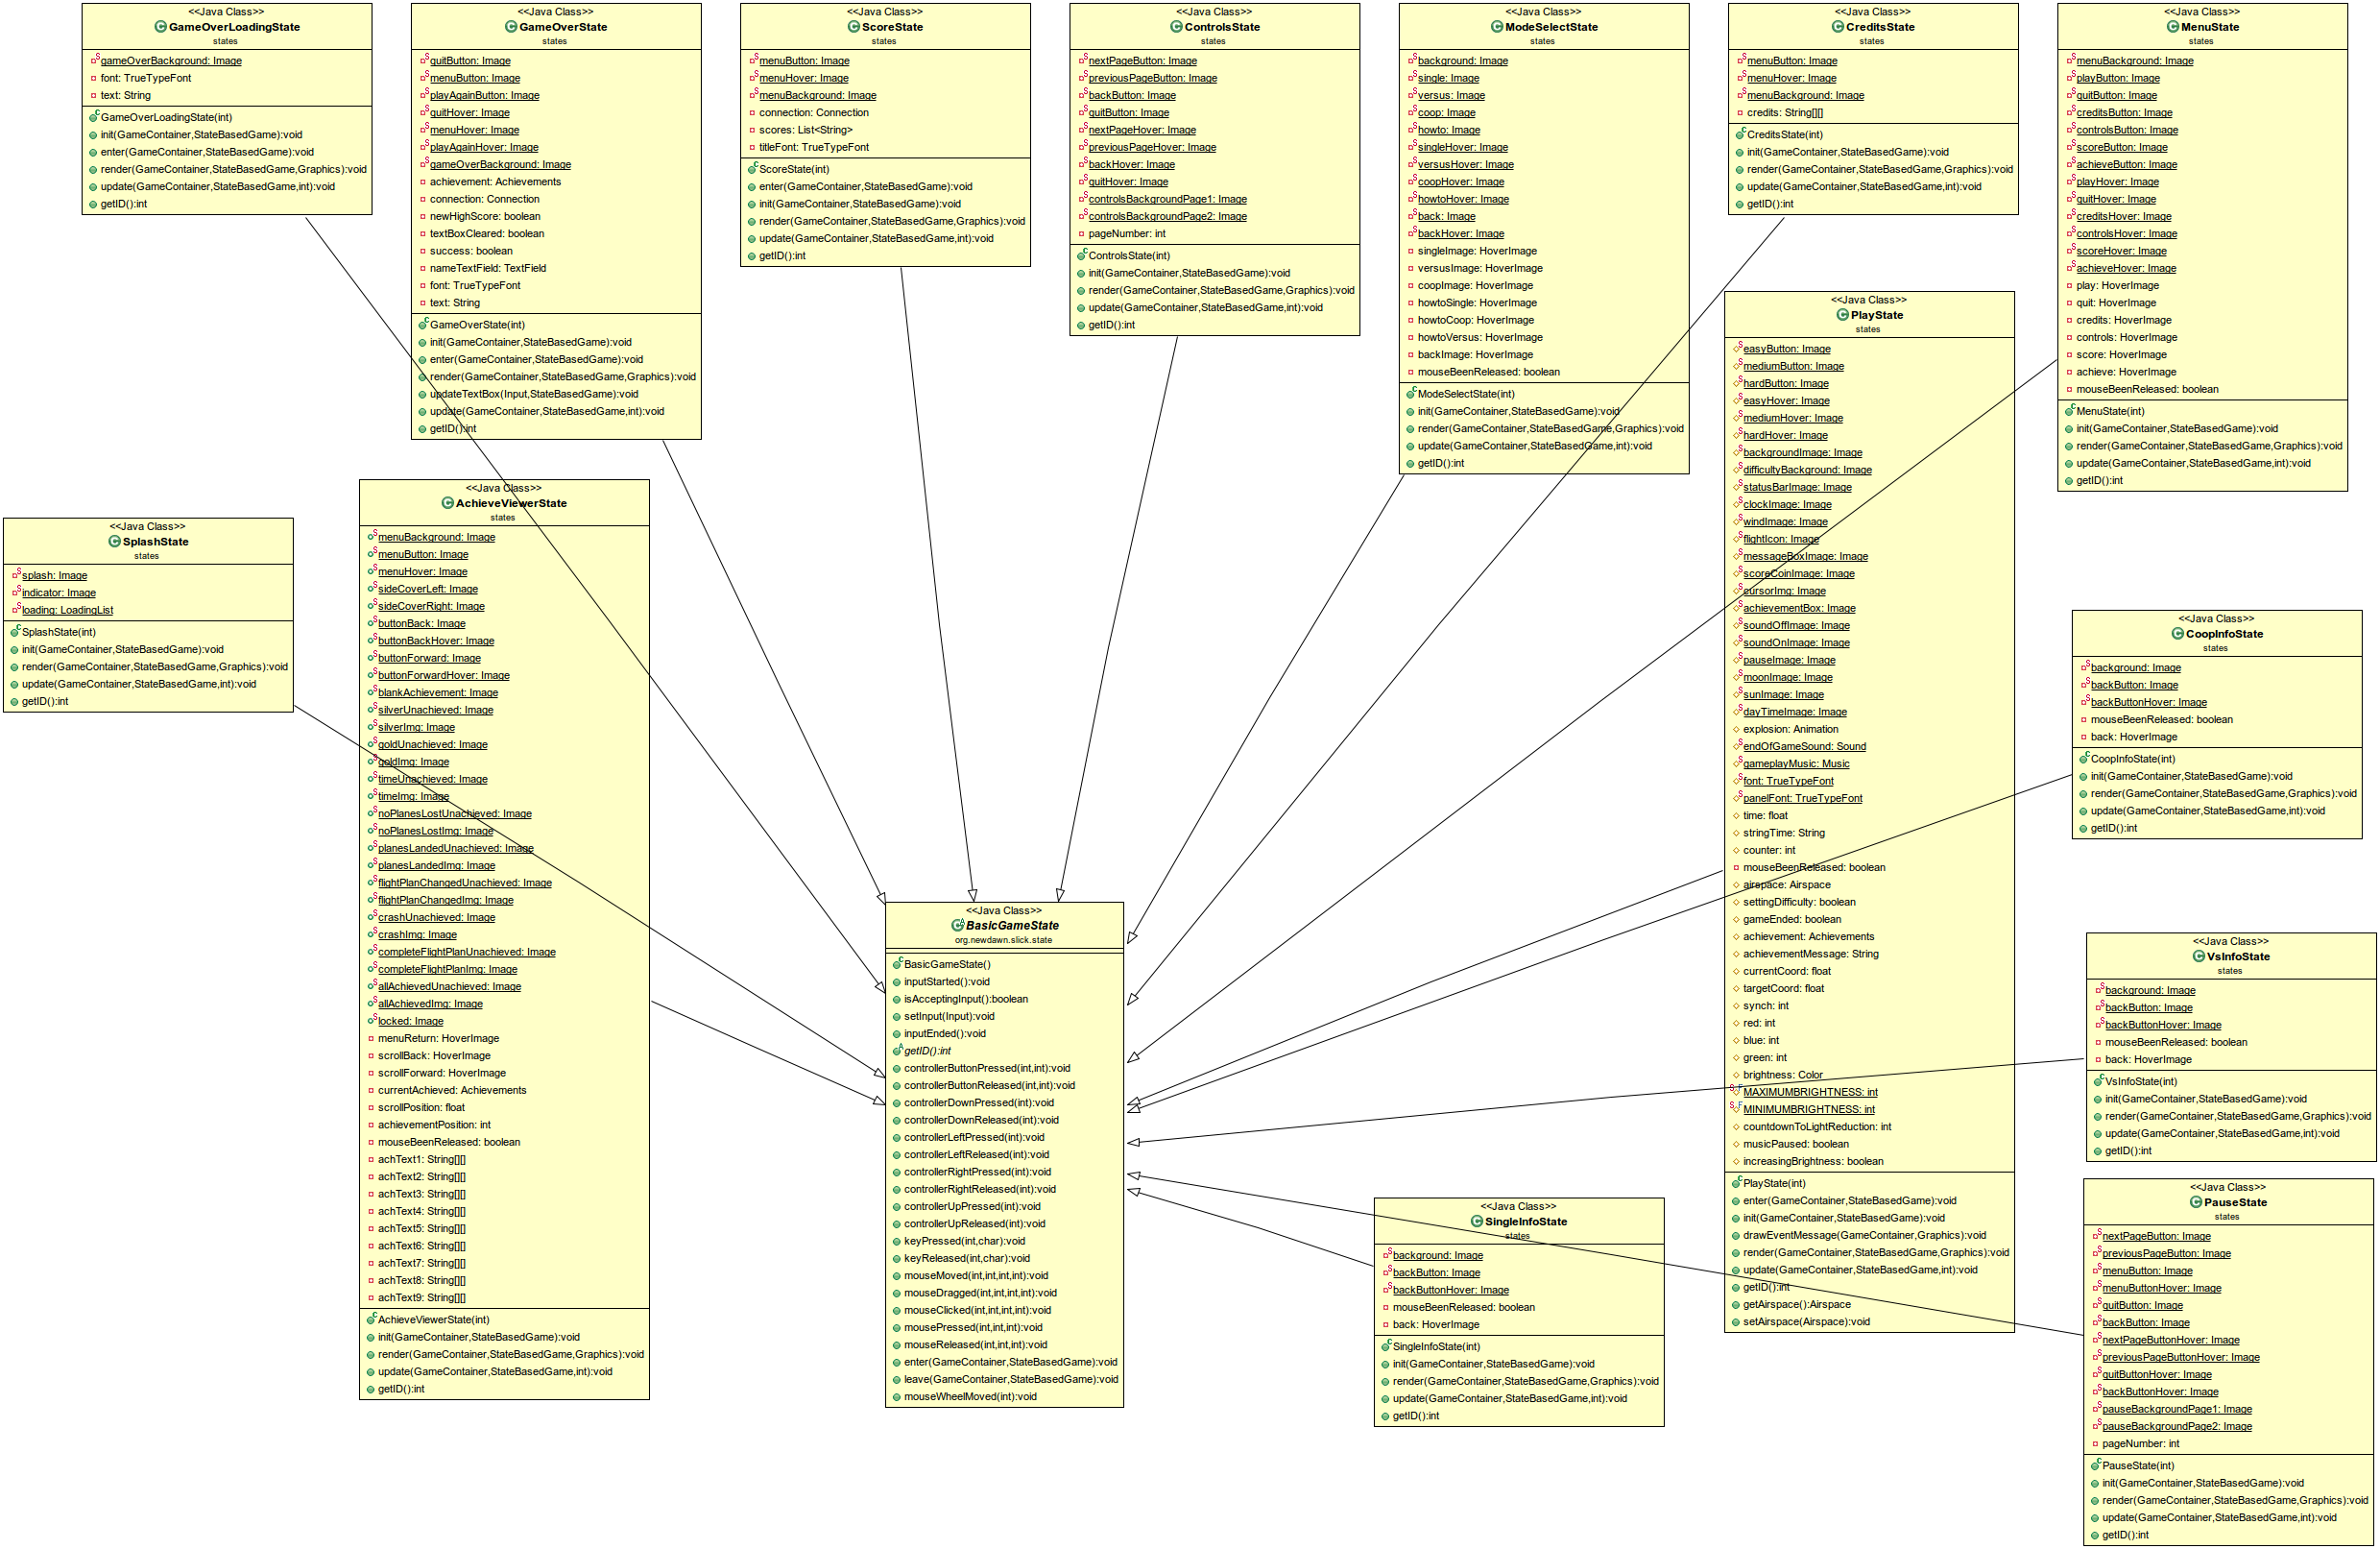 <<Java Class>>
GameOverLoadingState
states
gameOverBackground: Image
font: TrueTypeFont
text: String
GameOverLoadingState(int)
init(GameContainer,StateBasedGame):void
enter(GameContainer,StateBasedGame):void
render(GameContainer,StateBasedGame,Graphics):void
update(GameContainer,StateBasedGame,int):void
getID():int
<<Java Class>>
GameOverState
states
quitButton: Image
menuButton: Image
playAgainButton: Image
quitHover: Image
menuHover: Image
playAgainHover: Image
gameOverBackground: Image
achievement: Achievements
connection: Connection
newHighScore: boolean
textBoxCleared: boolean
success: boolean
nameTextField: TextField
font: TrueTypeFont
text: String
GameOverState(int)
init(GameContainer,StateBasedGame):void
enter(GameContainer,StateBasedGame):void
render(GameContainer,StateBasedGame,Graphics):void
updateTextBox(Input,StateBasedGame):void
update(GameContainer,StateBasedGame,int):void
getID():int
<<Java Class>>
ScoreState
states
menuButton: Image
menuHover: Image
menuBackground: Image
connection: Connection
scores: List<String>
titleFont: TrueTypeFont
ScoreState(int)
enter(GameContainer,StateBasedGame):void
init(GameContainer,StateBasedGame):void
render(GameContainer,StateBasedGame,Graphics):void
update(GameContainer,StateBasedGame,int):void
getID():int
<<Java Class>>
ControlsState
states
nextPageButton: Image
previousPageButton: Image
backButton: Image
quitButton: Image
nextPageHover: Image
previousPageHover: Image
backHover: Image
quitHover: Image
controlsBackgroundPage1: Image
controlsBackgroundPage2: Image
pageNumber: int
ControlsState(int)
init(GameContainer,StateBasedGame):void
render(GameContainer,StateBasedGame,Graphics):void
update(GameContainer,StateBasedGame,int):void
getID():int
<<Java Class>>
ModeSelectState
states
background: Image
single: Image
versus: Image
coop: Image
howto: Image
singleHover: Image
versusHover: Image
coopHover: Image
howtoHover: Image
back: Image
backHover: Image
singleImage: HoverImage
versusImage: HoverImage
coopImage: HoverImage
howtoSingle: HoverImage
howtoCoop: HoverImage
howtoVersus: HoverImage
backImage: HoverImage
mouseBeenReleased: boolean
ModeSelectState(int)
init(GameContainer,StateBasedGame):void
render(GameContainer,StateBasedGame,Graphics):void
update(GameContainer,StateBasedGame,int):void
getID():int
<<Java Class>>
CreditsState
states
menuButton: Image
menuHover: Image
menuBackground: Image
credits: String[][]
CreditsState(int)
init(GameContainer,StateBasedGame):void
render(GameContainer,StateBasedGame,Graphics):void
update(GameContainer,StateBasedGame,int):void
getID():int
<<Java Class>>
MenuState
states
menuBackground: Image
playButton: Image
quitButton: Image
creditsButton: Image
controlsButton: Image
scoreButton: Image
achieveButton: Image
playHover: Image
quitHover: Image
creditsHover: Image
controlsHover: Image
scoreHover: Image
achieveHover: Image
play: HoverImage
quit: HoverImage
credits: HoverImage
controls: HoverImage
score: HoverImage
achieve: HoverImage
mouseBeenReleased: boolean
MenuState(int)
init(GameContainer,StateBasedGame):void
render(GameContainer,StateBasedGame,Graphics):void
update(GameContainer,StateBasedGame,int):void
getID():int
<<Java Class>>
SplashState
states
splash: Image
indicator: Image
loading: LoadingList
SplashState(int)
init(GameContainer,StateBasedGame):void
render(GameContainer,StateBasedGame,Graphics):void
update(GameContainer,StateBasedGame,int):void
getID():int
<<Java Class>>
AchieveViewerState
states
menuBackground: Image
menuButton: Image
menuHover: Image
sideCoverLeft: Image
sideCoverRight: Image
buttonBack: Image
buttonBackHover: Image
buttonForward: Image
buttonForwardHover: Image
blankAchievement: Image
silverUnachieved: Image
silverImg: Image
goldUnachieved: Image
goldImg: Image
timeUnachieved: Image
timeImg: Image
noPlanesLostUnachieved: Image
noPlanesLostImg: Image
planesLandedUnachieved: Image
planesLandedImg: Image
flightPlanChangedUnachieved: Image
flightPlanChangedImg: Image
crashUnachieved: Image
crashImg: Image
completeFlightPlanUnachieved: Image
completeFlightPlanImg: Image
allAchievedUnachieved: Image
allAchievedImg: Image
locked: Image
menuReturn: HoverImage
scrollBack: HoverImage
scrollForward: HoverImage
currentAchieved: Achievements
scrollPosition: float
achievementPosition: int
mouseBeenReleased: boolean
achText1: String[][]
achText2: String[][]
achText3: String[][]
achText4: String[][]
achText5: String[][]
achText6: String[][]
achText7: String[][]
achText8: String[][]
achText9: String[][]
AchieveViewerState(int)
init(GameContainer,StateBasedGame):void
render(GameContainer,StateBasedGame,Graphics):void
update(GameContainer,StateBasedGame,int):void
getID():int
<<Java Class>>
BasicGameState
org.newdawn.slick.state
BasicGameState()
inputStarted():void
isAcceptingInput():boolean
setInput(Input):void
inputEnded():void
getID():int
controllerButtonPressed(int,int):void
controllerButtonReleased(int,int):void
controllerDownPressed(int):void
controllerDownReleased(int):void
controllerLeftPressed(int):void
controllerLeftReleased(int):void
controllerRightPressed(int):void
controllerRightReleased(int):void
controllerUpPressed(int):void
controllerUpReleased(int):void
keyPressed(int,char):void
keyReleased(int,char):void
mouseMoved(int,int,int,int):void
mouseDragged(int,int,int,int):void
mouseClicked(int,int,int,int):void
mousePressed(int,int,int):void
mouseReleased(int,int,int):void
enter(GameContainer,StateBasedGame):void
leave(GameContainer,StateBasedGame):void
mouseWheelMoved(int):void
<<Java Class>>
SingleInfoState
states
background: Image
backButton: Image
backButtonHover: Image
mouseBeenReleased: boolean
back: HoverImage
SingleInfoState(int)
init(GameContainer,StateBasedGame):void
render(GameContainer,StateBasedGame,Graphics):void
update(GameContainer,StateBasedGame,int):void
getID():int
<<Java Class>>
PlayState
states
easyButton: Image
mediumButton: Image
hardButton: Image
easyHover: Image
mediumHover: Image
hardHover: Image
backgroundImage: Image
difficultyBackground: Image
statusBarImage: Image
clockImage: Image
windImage: Image
flightIcon: Image
messageBoxImage: Image
scoreCoinImage: Image
cursorImg: Image
achievementBox: Image
soundOffImage: Image
soundOnImage: Image
pauseImage: Image
moonImage: Image
sunImage: Image
dayTimeImage: Image
explosion: Animation
endOfGameSound: Sound
gameplayMusic: Music
font: TrueTypeFont
panelFont: TrueTypeFont
time: float
stringTime: String
counter: int
mouseBeenReleased: boolean
airspace: Airspace
settingDifficulty: boolean
gameEnded: boolean
achievement: Achievements
achievementMessage: String
currentCoord: float
targetCoord: float
synch: int
red: int
blue: int
green: int
brightness: Color
MAXIMUMBRIGHTNESS: int
MINIMUMBRIGHTNESS: int
countdownToLightReduction: int
musicPaused: boolean
increasingBrightness: boolean
PlayState(int)
enter(GameContainer,StateBasedGame):void
init(GameContainer,StateBasedGame):void
drawEventMessage(GameContainer,Graphics):void
render(GameContainer,StateBasedGame,Graphics):void
update(GameContainer,StateBasedGame,int):void
getID():int
getAirspace():Airspace
setAirspace(Airspace):void
<<Java Class>>
CoopInfoState
states
background: Image
backButton: Image
backButtonHover: Image
mouseBeenReleased: boolean
back: HoverImage
CoopInfoState(int)
init(GameContainer,StateBasedGame):void
render(GameContainer,StateBasedGame,Graphics):void
update(GameContainer,StateBasedGame,int):void
getID():int
<<Java Class>>
VsInfoState
states
background: Image
backButton: Image
backButtonHover: Image
mouseBeenReleased: boolean
back: HoverImage
VsInfoState(int)
init(GameContainer,StateBasedGame):void
render(GameContainer,StateBasedGame,Graphics):void
update(GameContainer,StateBasedGame,int):void
getID():int
<<Java Class>>
PauseState
states
nextPageButton: Image
previousPageButton: Image
menuButton: Image
menuButtonHover: Image
quitButton: Image
backButton: Image
nextPageButtonHover: Image
previousPageButtonHover: Image
quitButtonHover: Image
backButtonHover: Image
pauseBackgroundPage1: Image
pauseBackgroundPage2: Image
pageNumber: int
PauseState(int)
init(GameContainer,StateBasedGame):void
render(GameContainer,StateBasedGame,Graphics):void
update(GameContainer,StateBasedGame,int):void
getID():int